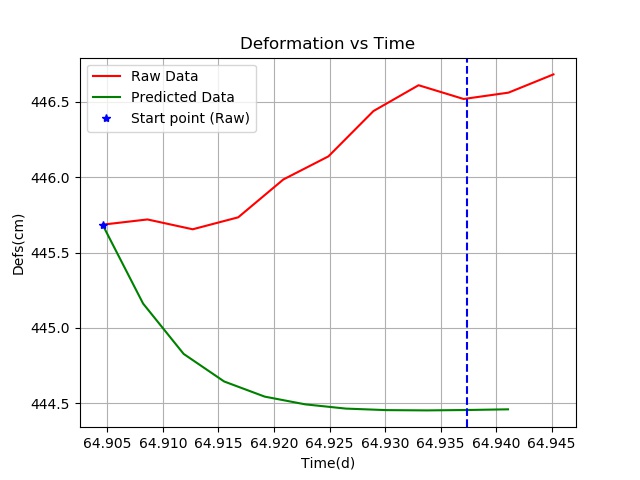 Deformation vs Time
Raw Data
Predicted Data
Start point (Raw)
446.5
446.0
445.5
445.0
444.5
Defs(cm)
64.905 64.910 64.915 64.920 64.925 64.930 64.935 64.940 64.945
Time(d)